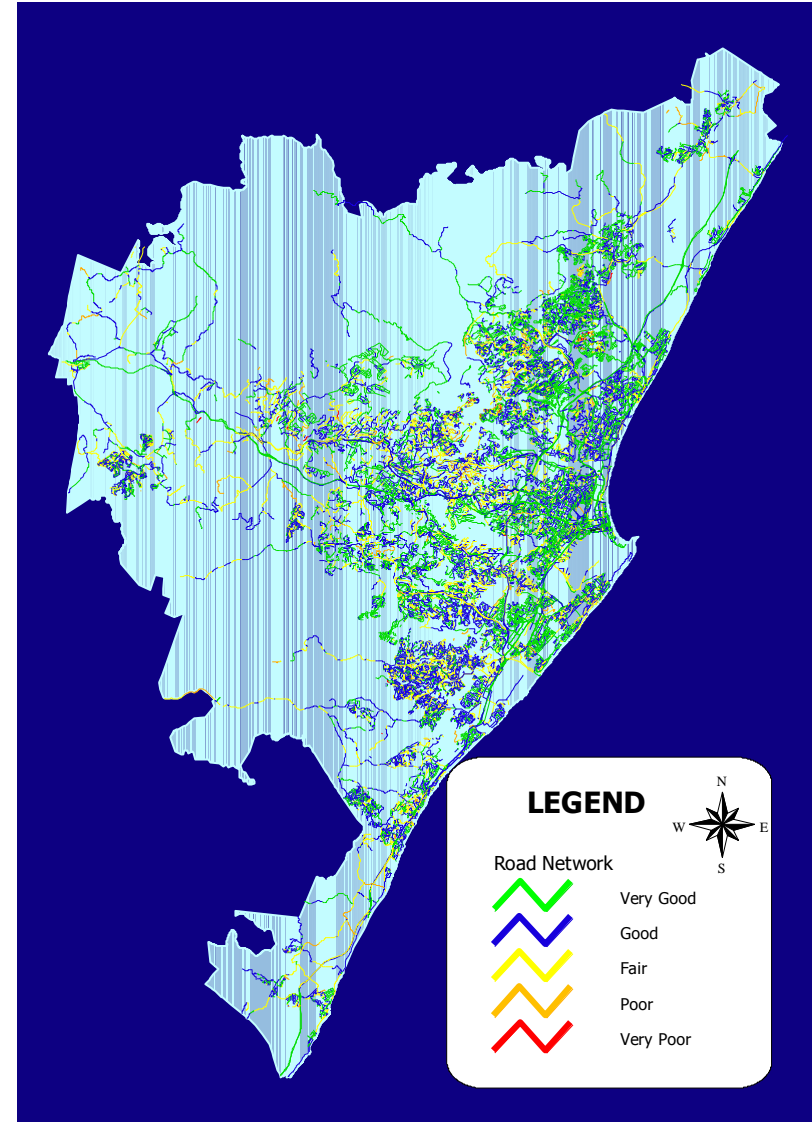 LEGEND
N
W E
S
Road Network
Very Good
Good
Fair
Poor
Very Poor